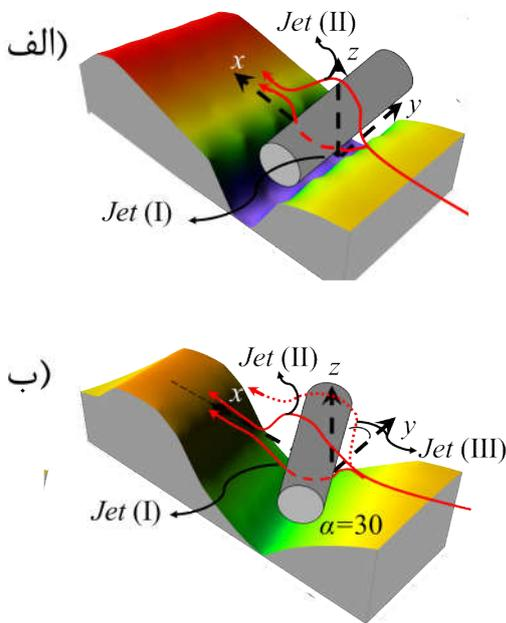 الف)
Jet (II)
z
x
y
Jet (I)
ب)
Jet (II)
z
x
y
Jet (III)
Jet (I)
α=30